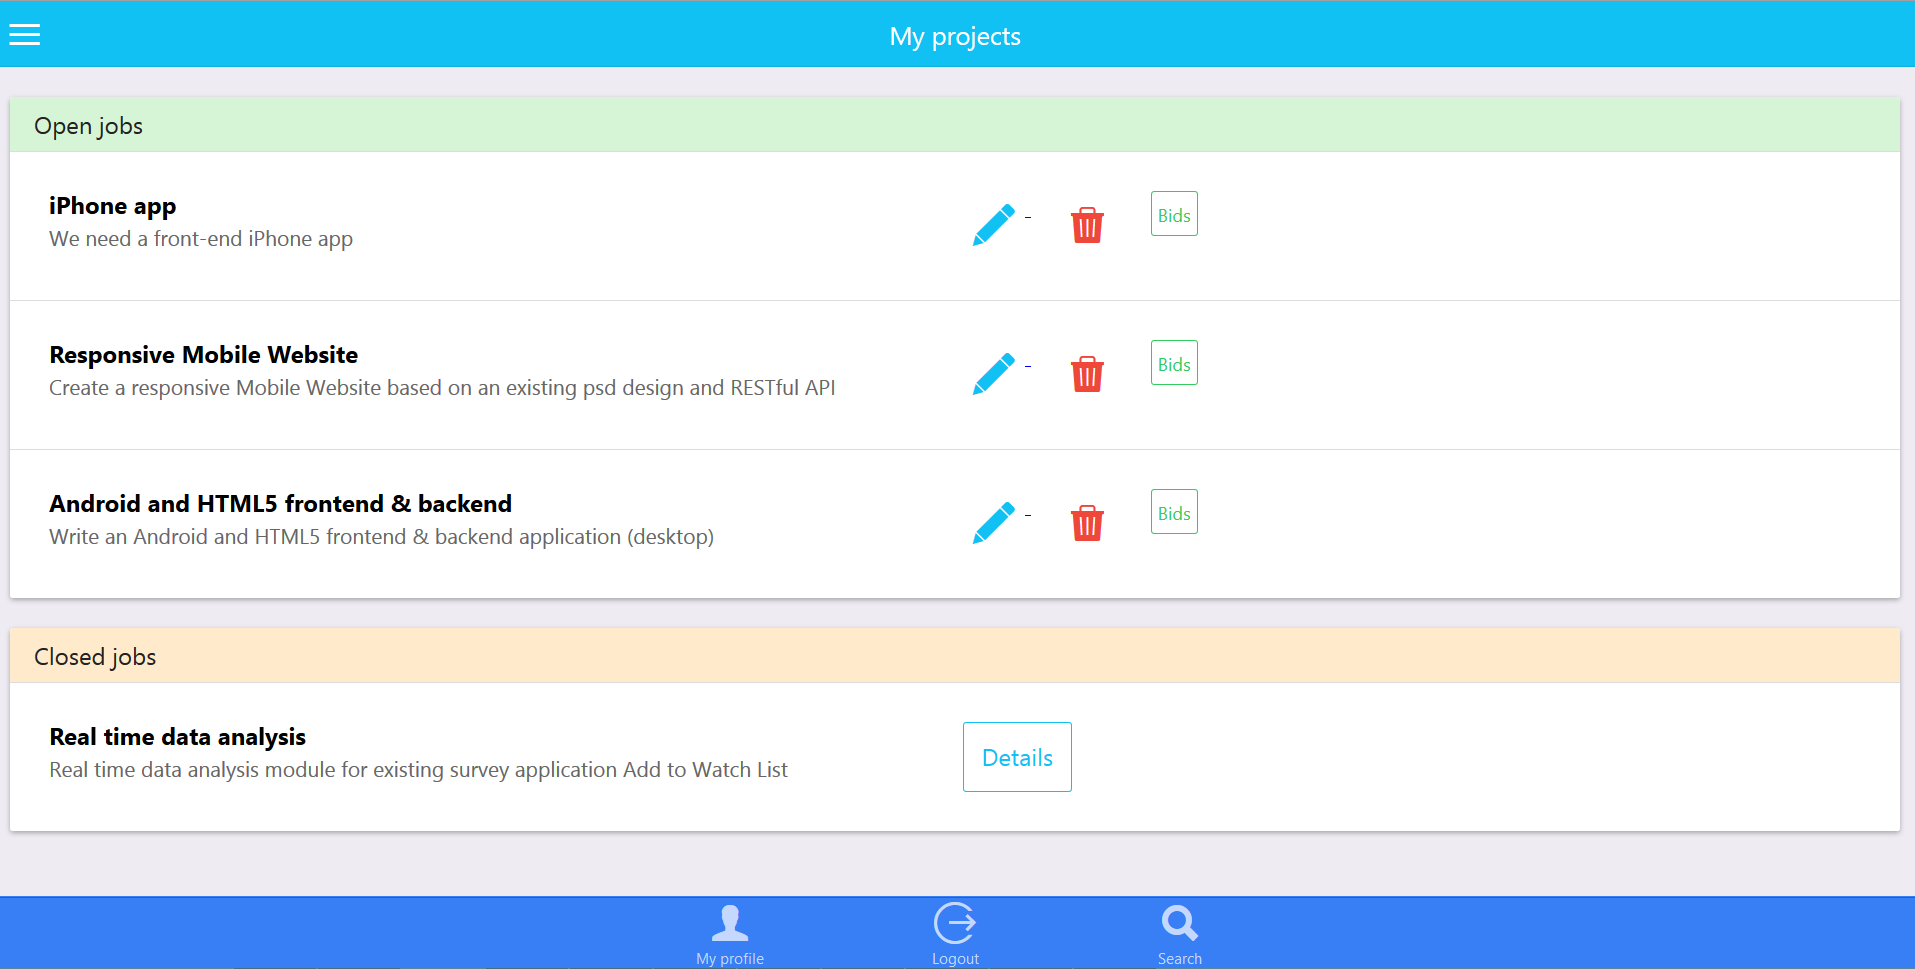 My projects
Open jobs
iPhone app
We need a front-end iPhone app
Bids
Responsive Mobile Website
Create a responsive Mobile Website based on an existing psd design and RESTful API
Bids
Android and HTML5 frontend & backend
Write an Android and HTML5 frontend & backend application (desktop)
Bids
Closed jobs
Real time data analysis
Real time data analysis module for existing survey application Add to Watch List
Details
My profile
Logout
Search